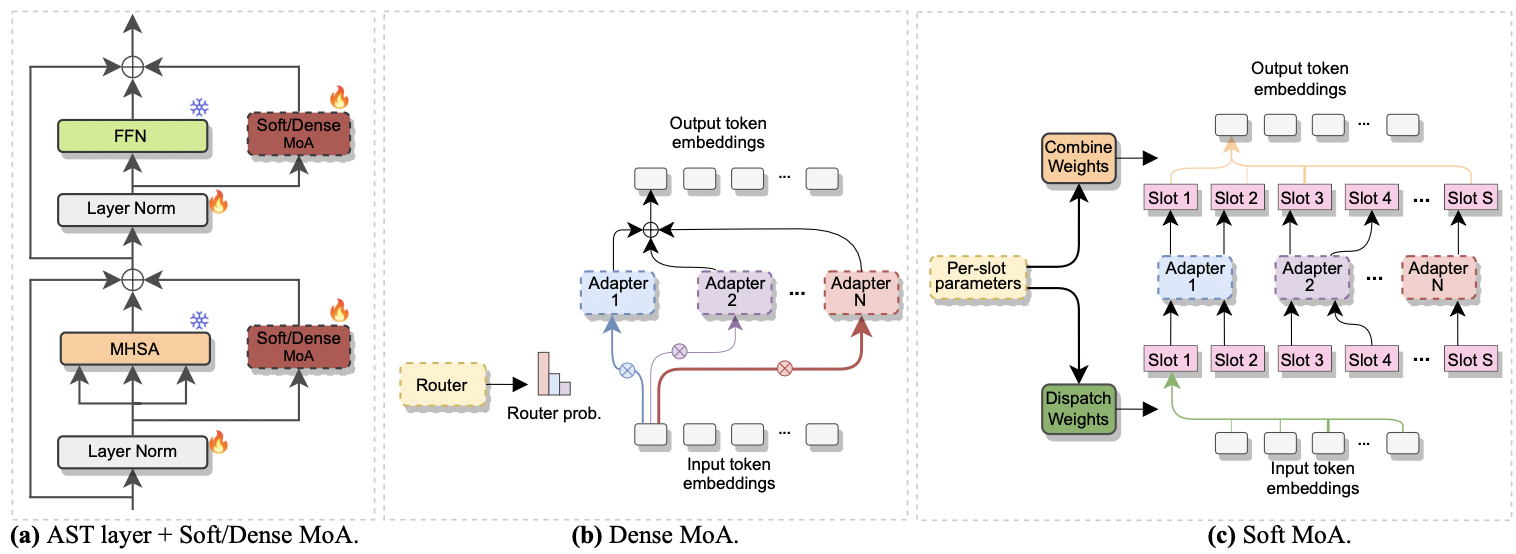 FFN
Soft/Dense
MoA
Layer Norm
MHSA
Soft/Dense
MoA
Layer Norm
(a) AST layer + Soft/Dense MoA.
Output token
embeddings
...
Adapter
1
Adapter
2
...
Adapter
N
Router
Router prob.
...
Input token
embeddings
(b) Dense MoA.
Output token
embeddings
...
Combine
Weights
Slot 1
Slot 2
Slot 3
Slot 4
...
Slot S
Per-slot
parameters
Adapter
1
Adapter
2
...
Adapter
N
Slot 1
Slot 2
Slot 3
Slot 4
...
Slot S
Dispatch
Weights
...
Input token
embeddings
(c) Soft MoA.